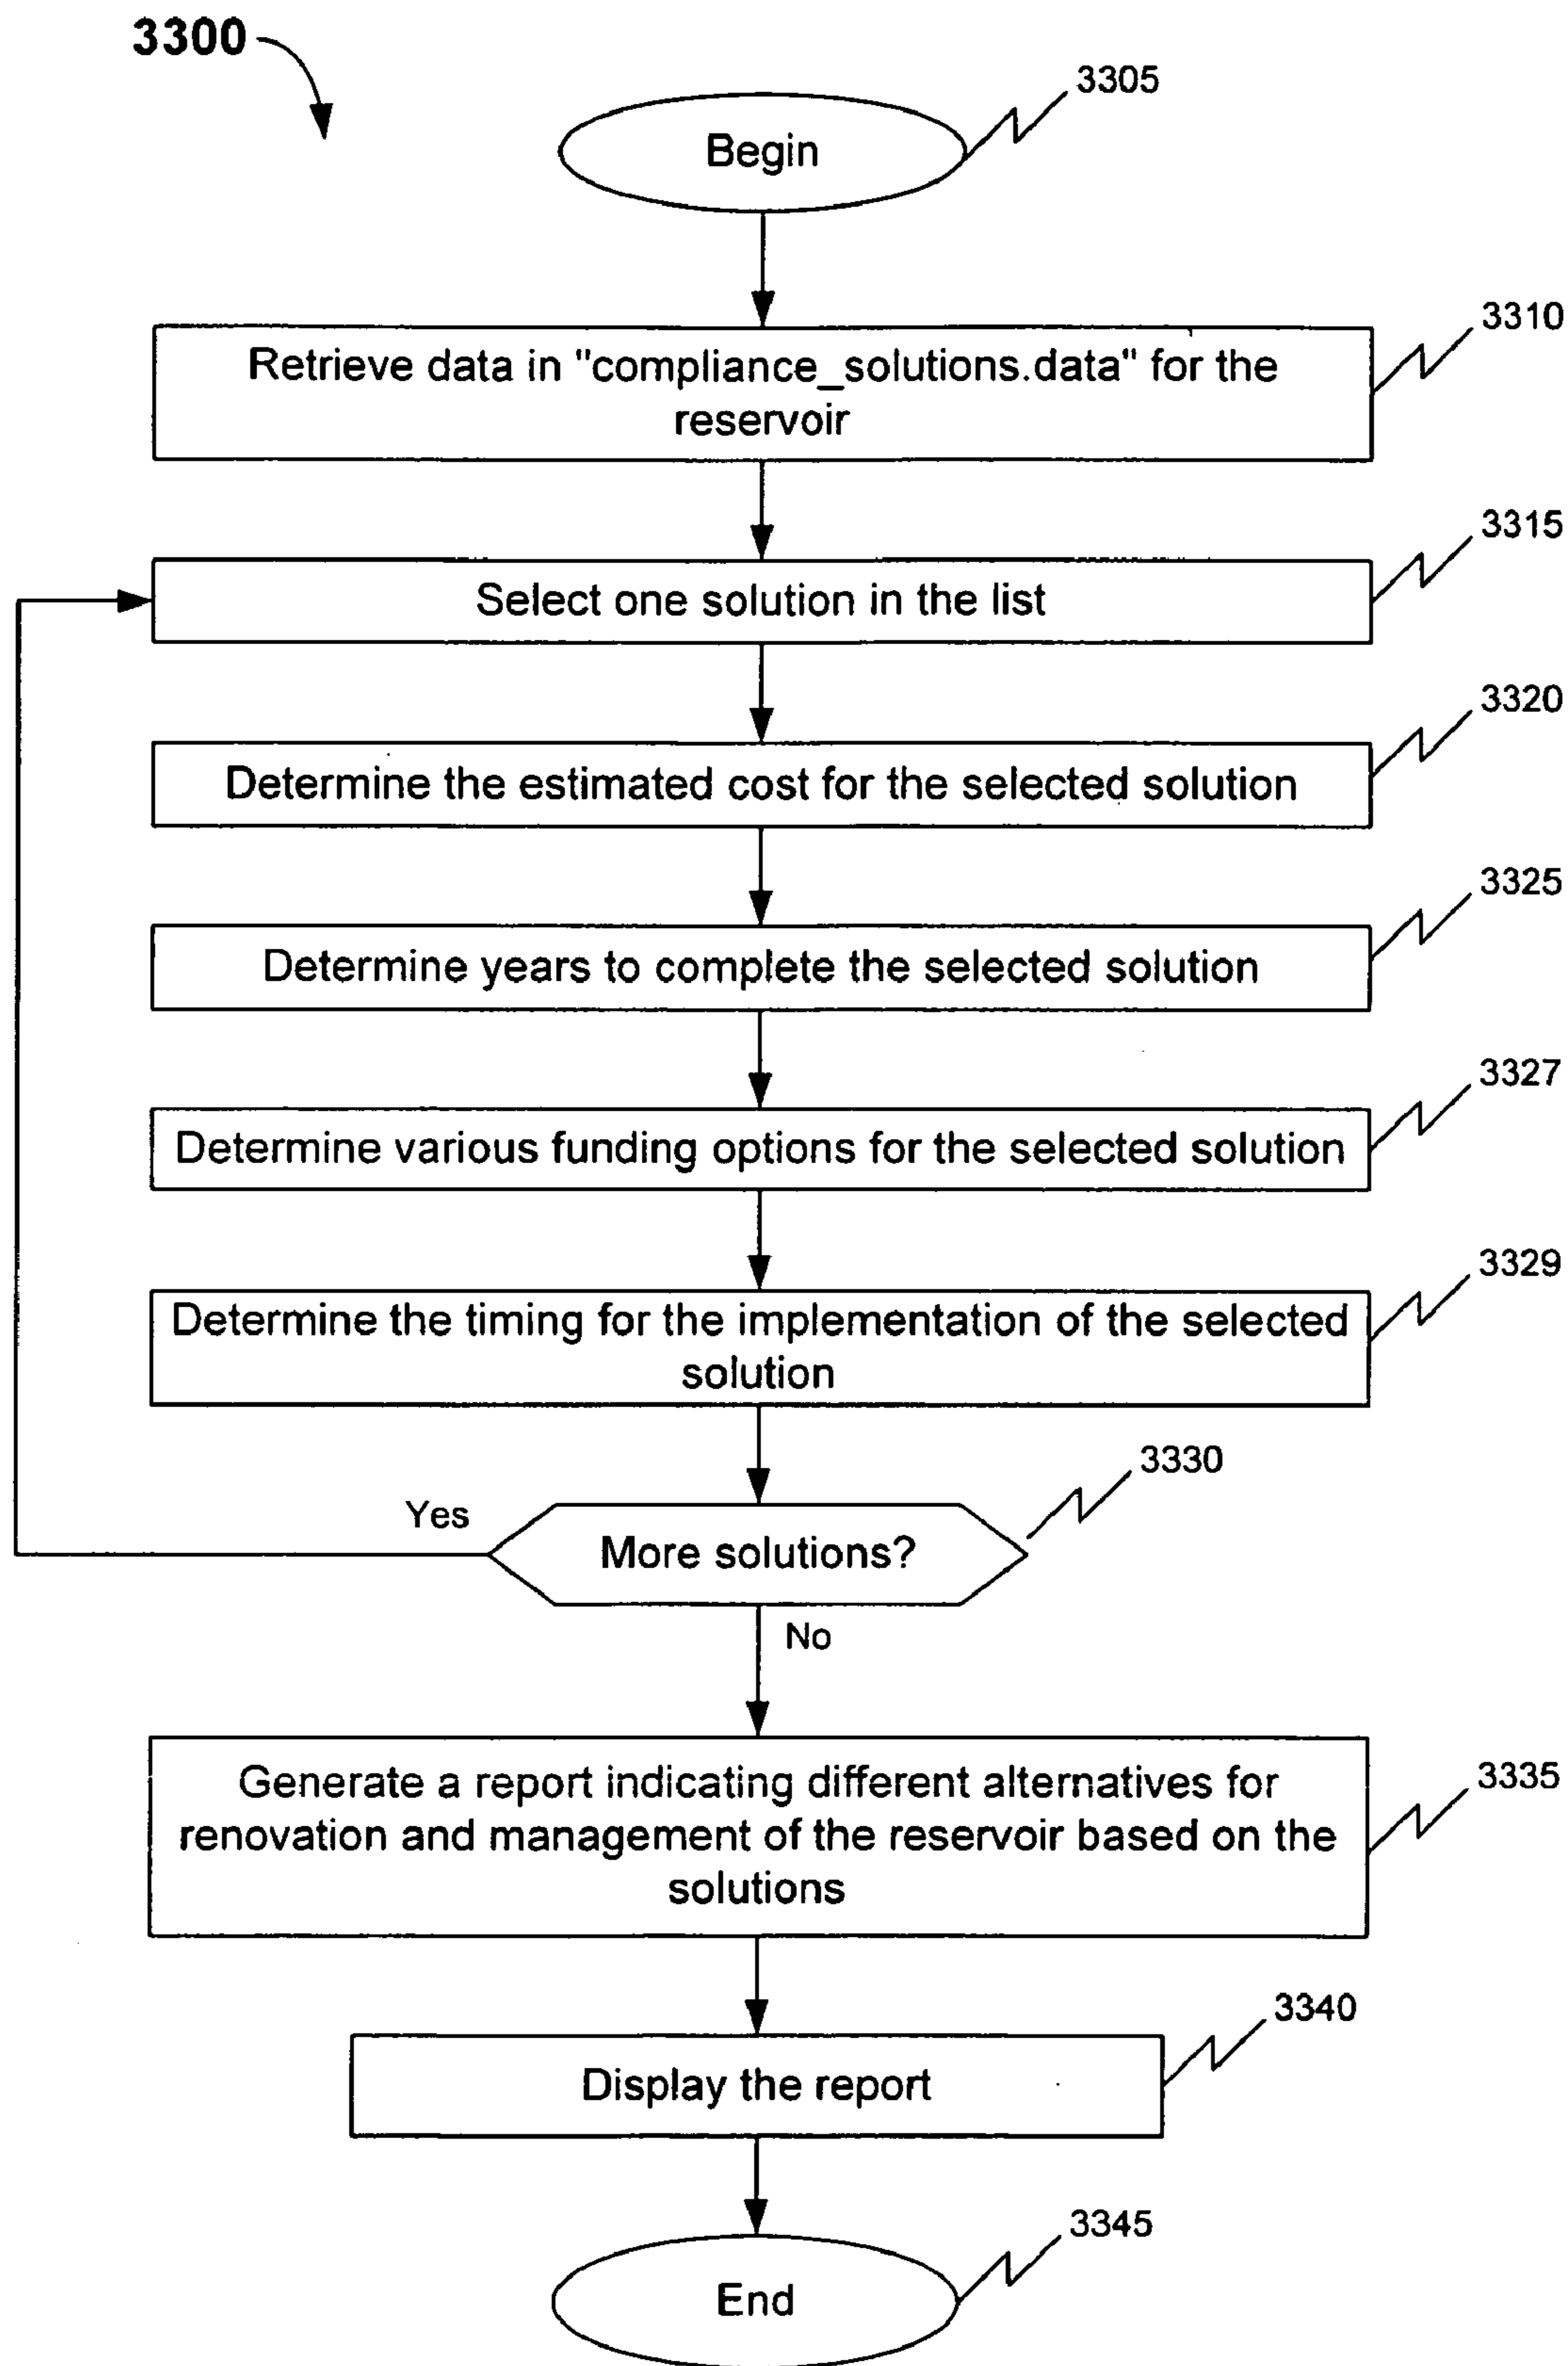 3300
3305
Begin
3310
Retrieve data in "compliance_solutions.data" for the
reservoir
3315
Select one solution in the list
3320
Determine the estimated cost for the selected solution
3325
Determine years to complete the selected solution
3327
Determine various funding options for the selected solution
3329
Determine the timing for the implementation of the selected
solution
3330
Yes
More solutions?
No
3335
Generate a report indicating different alternatives for
renovation and management of the reservoir based on the
solutions
3340
Display the report
3345
End